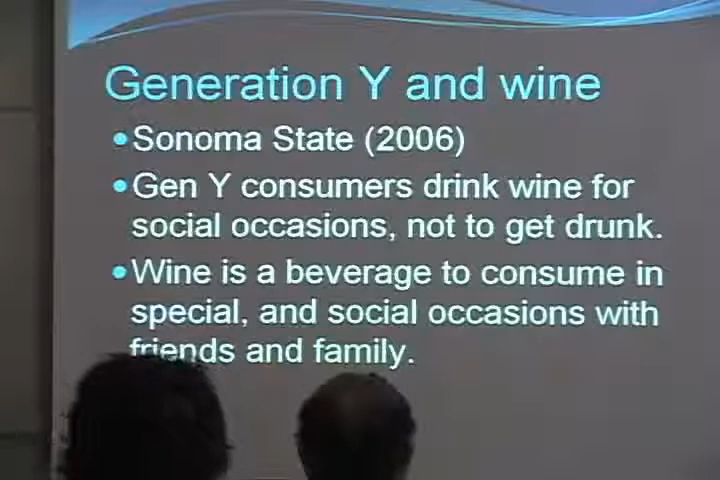 Generation Y and wine
•Sonoma State (2006)
•Gen Y consumers drink wine for
social occasions, not to get drunk.
•Wine is a beverage to consume in
special, and social occasions with
friends and family.